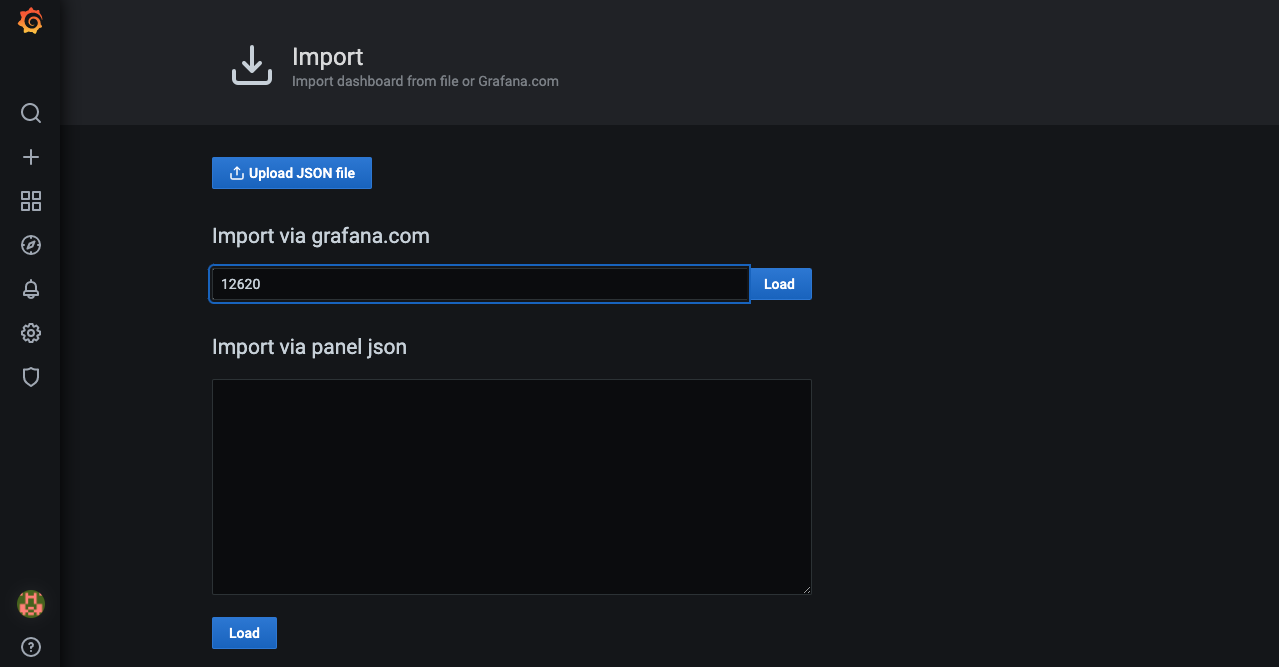 Import
Import dashboard from file or Grafana.com
Upload JSON file
Import via grafana.com
12620
Load
Import via panel json
Load
?